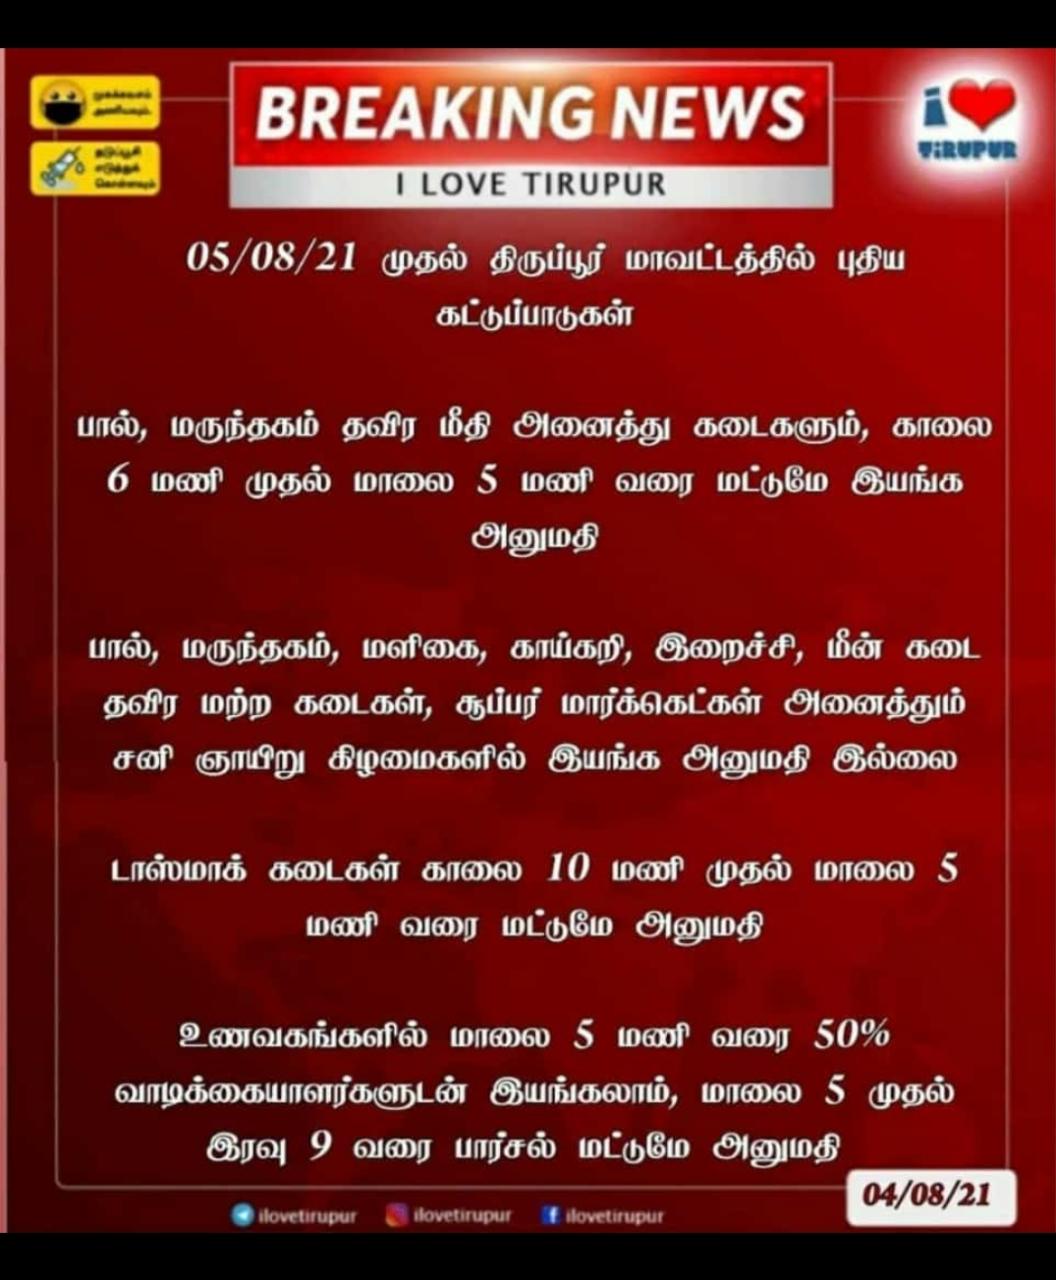 முகக்கவசம்
அணியவும்
தடுப்பூசி
எடுத்துக்
கொள்ளவும்
BREAKING NEWS
I LOVE TIRUPUR
i
TiRUPUR
05/08/21 முதல் திருப்பூர் மாவட்டத்தில் புதிய
கட்டுப்பாடுகள்
பால், மருந்தகம் தவிர மீதி அனைத்து கடைகளும், காலை
6 மணி முதல் மாலை 5 மணி வரை மட்டுமே இயங்க
அனுமதி
பால், மருந்தகம், மளிகை, காய்கறி, இறைச்சி, மீன் கடை
தவிர மற்ற கடைகள், சூப்பர் மார்க்கெட்கள் அனைத்தும்
சனி ஞாயிறு கிழமைகளில் இயங்க அனுமதி இல்லை
டாஸ்மாக் கடைகள் காலை 10 மணி முதல் மாலை 5
மணி வரை மட்டுமே அனுமதி
உணவகங்களில் மாலை 5 மணி வரை 50%
வாடிக்கையாளர்களுடன் இயங்கலாம், மாலை 5 முதல்
இரவு 9 வரை பார்சல் மட்டுமே அனுமதி
04/08/21
ilovetirupur ilovetirupur ilovetirupur